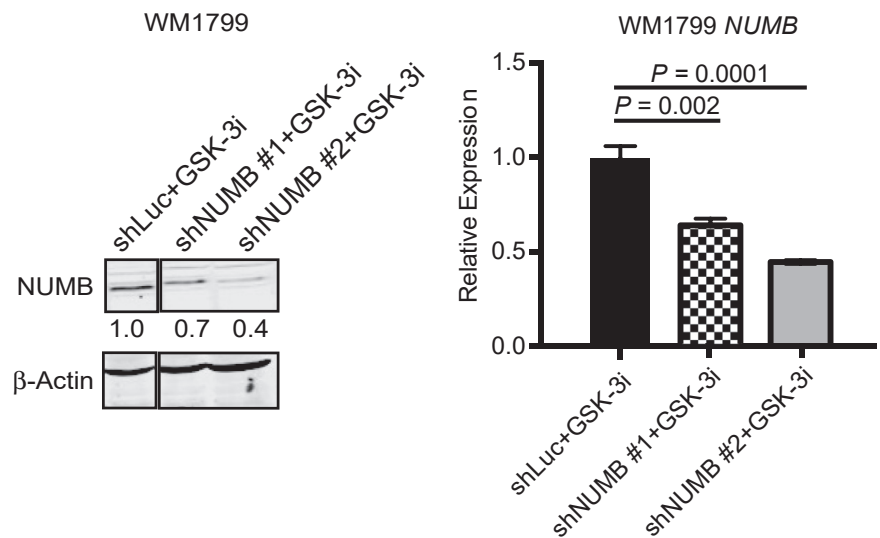 WM1799
shLuc+GSK-3i
shNUMB #1+GSK-3i
shNUMB #2+GSK-3i
NUMB
1.0 0.7 0.4
β-Actin
WM1799 NUMB
Relative Expression
1.5
1.0
0.5
0.0
P = 0.0001
P = 0.002
shLuc+GSK-3i
shNUMB #1+GSK-3i
shNUMB #2+GSK-3i